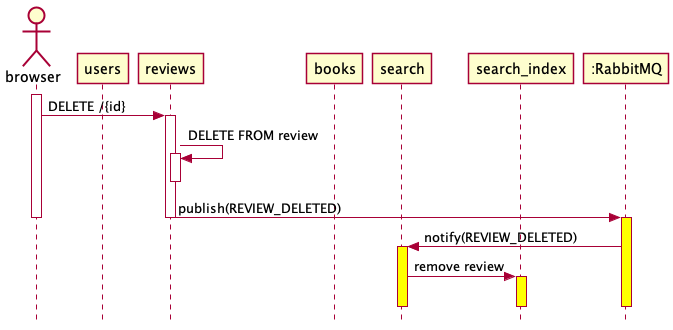 browser
users
reviews
books
search
search_index
:RabbitMQ
DELETE /{id}
DELETE FROM review
publish(REVIEW_DELETED)
notify(REVIEW_DELETED)
remove review